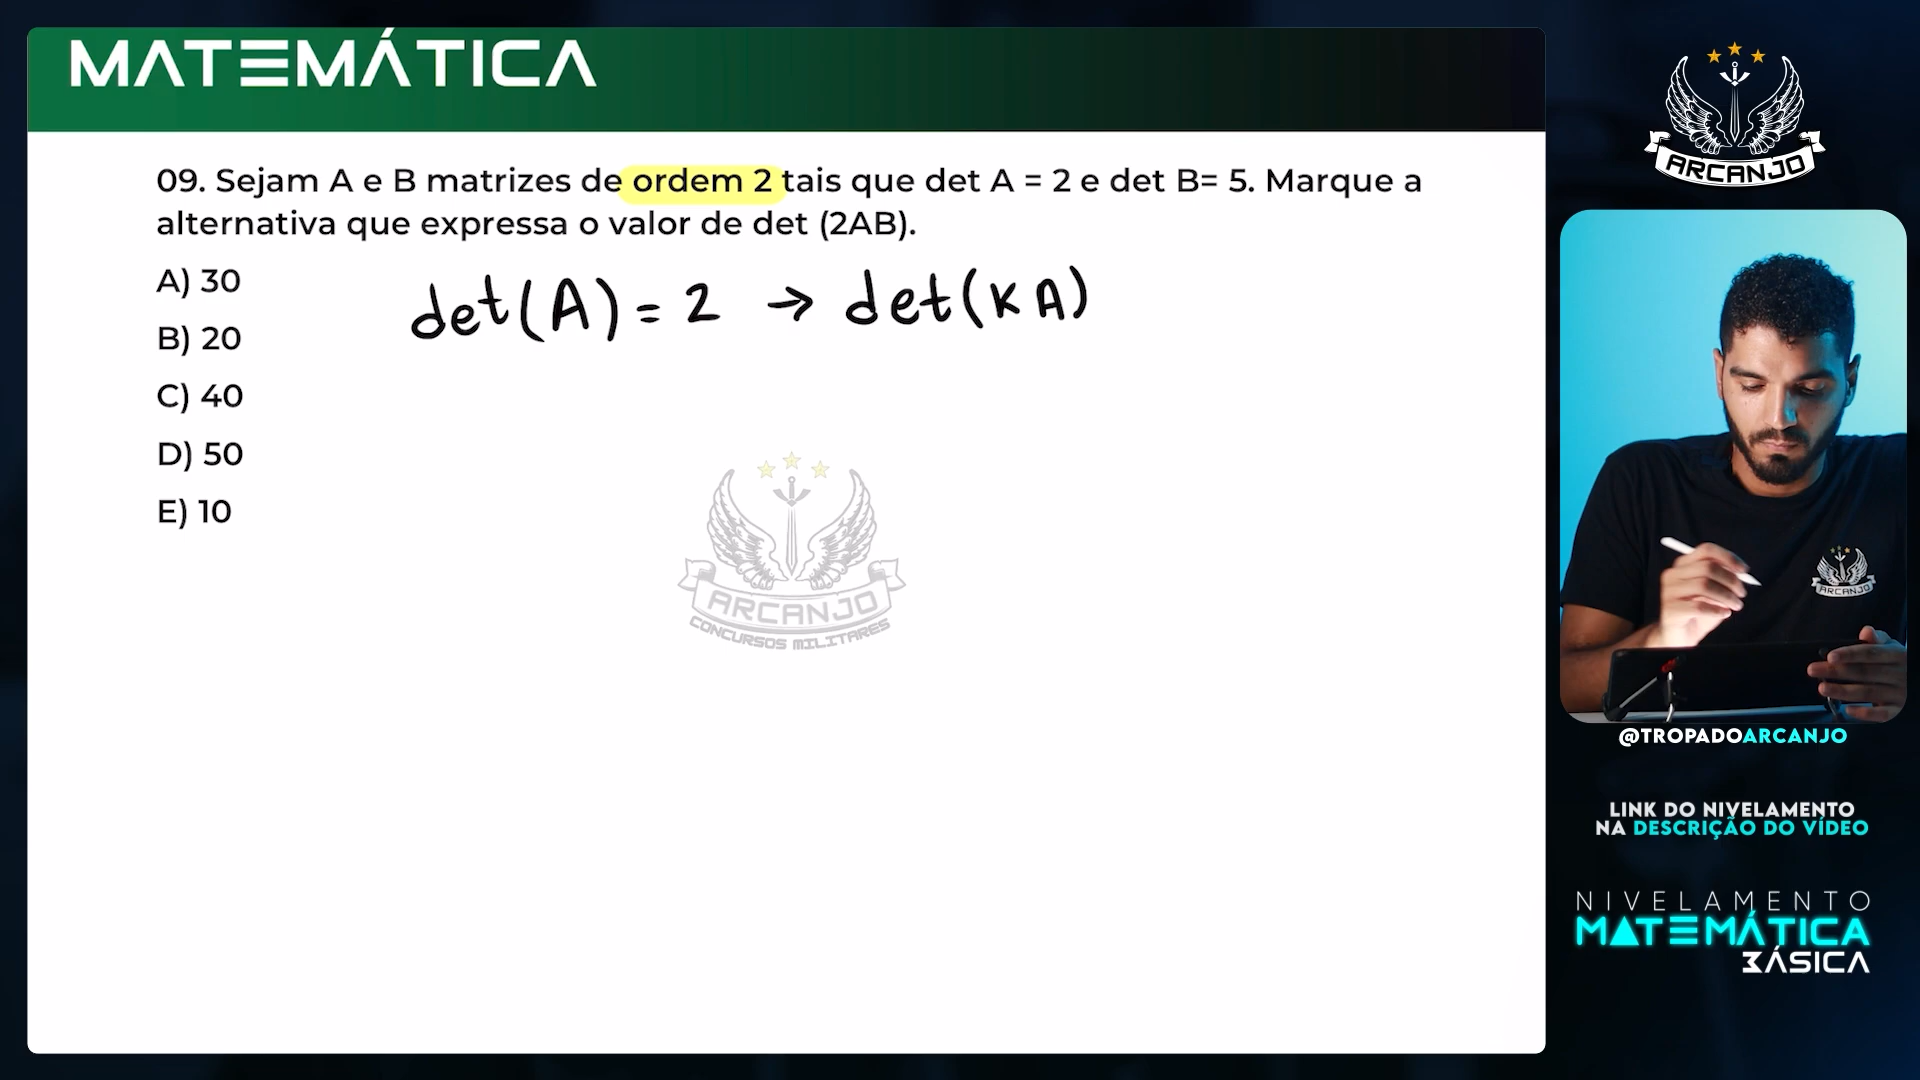 MATEMÁTICA
09. Sejam A e B matrizes de ordem 2 tais que det A = 2 e det B= 5. Marque a
alternativa que expressa o valor de det (2AB).
A) 30
B) 20
C) 40
D) 50
E) 10
det(A) = 2 → det(KA)
ARCANJO
CONCURSOS MILITARES
ARCANJO
ARCANJO
@TROPADOARCANJO
LINK DO NIVELAMENTO
NA DESCRIÇÃO DO VÍDEO
NIVELAMENTO
MATEMÁTICA
BÁSICA